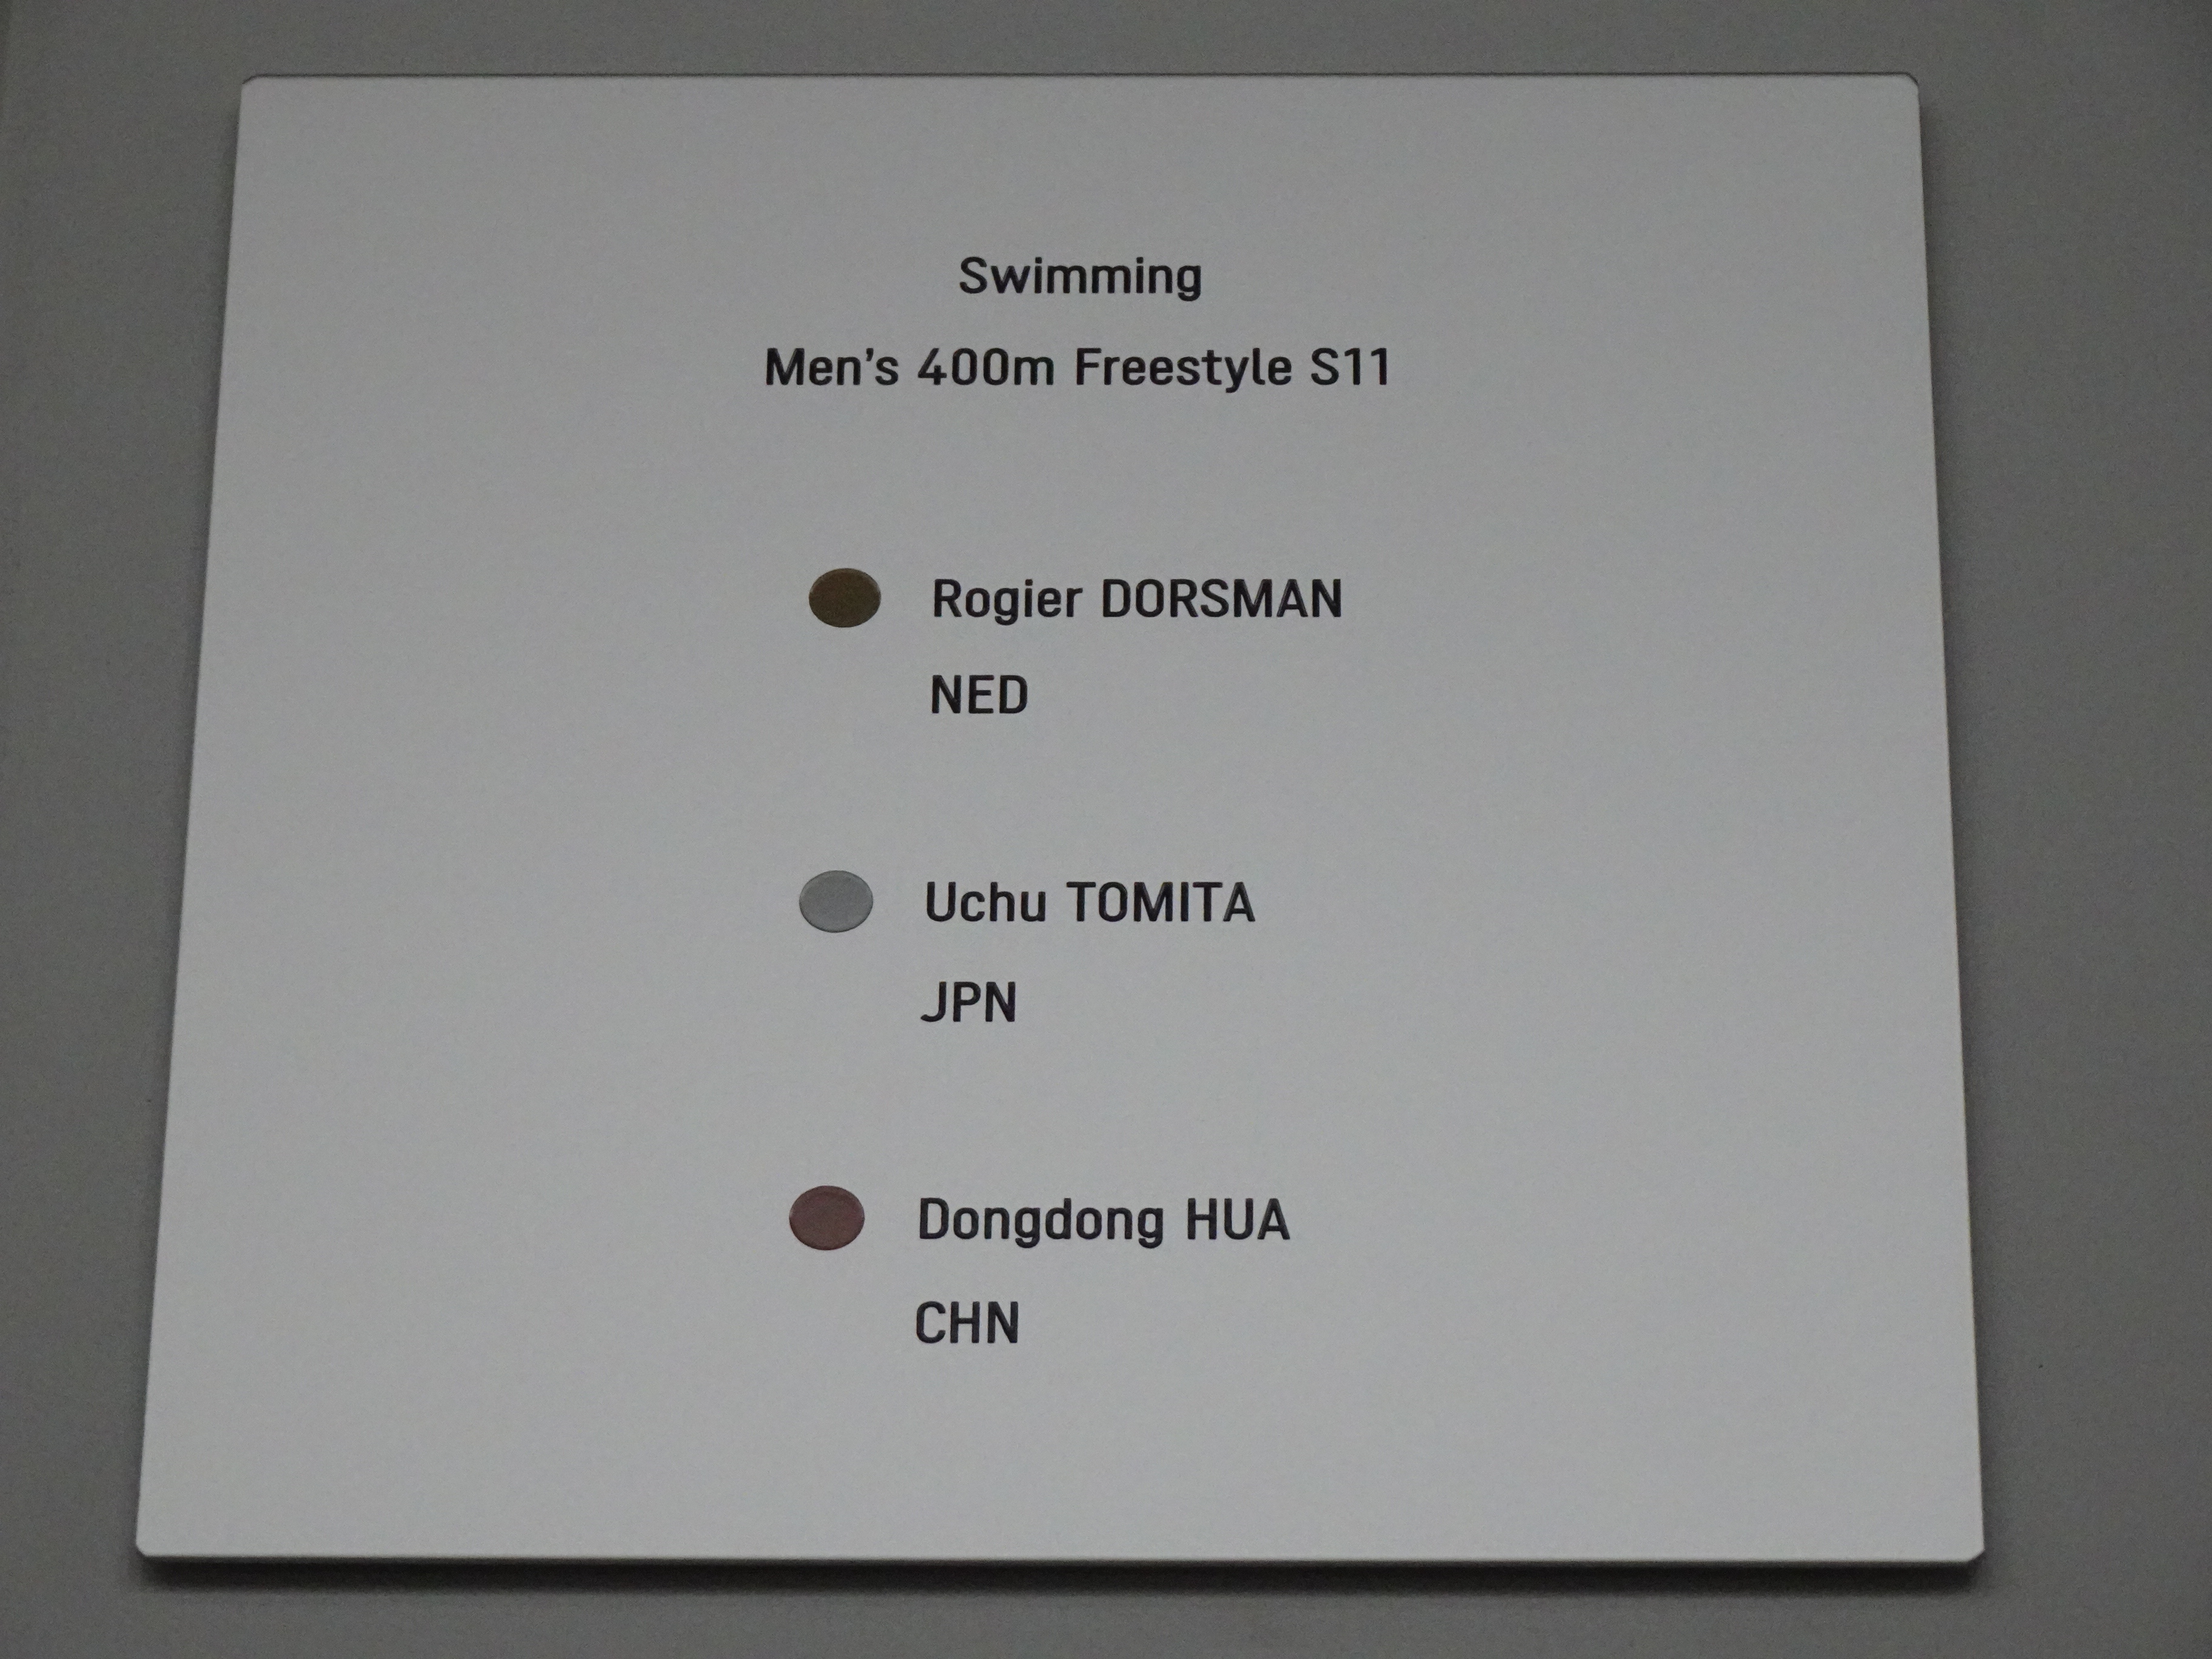 Swimming
Men's 400m Freestyle S11
Rogier DORSMAN
NED
Uchu TOMITA
JPN
Dongdong HUA
CHN